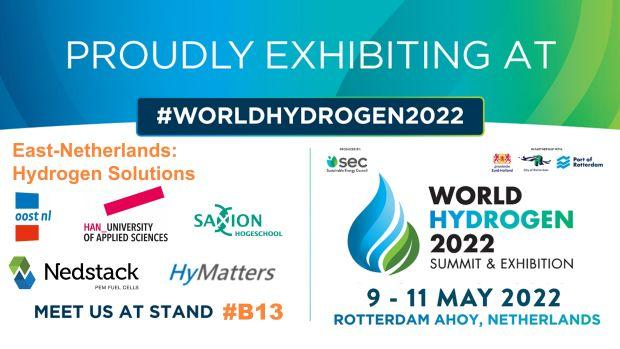 PROUDLY EXHIBITING AT
#WORLDHYDROGEN2022
East-Netherlands:
Hydrogen Solutions
oost nl
HAN_UNIVERSITY
OF APPLIED SCIENCES
SAXION
HOGESCHOOL
Nedstack
PEM FUEL CELLS
HyMatters
MEET US AT STAND #B13
PRODUCED BY:
sec
Sustainable Energy Council
IN PARTNERSHIP WITH:
provincie
Zuid-Holland
City of Rotterdam
Port of
Rotterdam
WORLD
HYDROGEN
2022
SUMMIT & EXHIBITION
9 - 11 MAY 2022
ROTTERDAM AHOY, NETHERLANDS